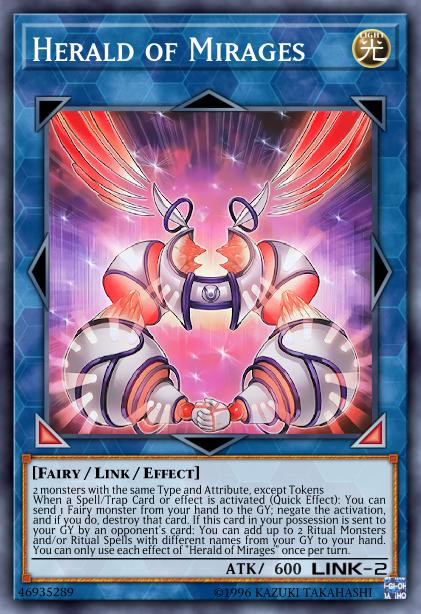 HERALD OF MIRAGES
LIGHT
光
[FAIRY / LINK / EFFECT]
2 monsters with the same Type and Attribute, except Tokens
When a Spell/Trap Card or effect is activated (Quick Effect): You can
send 1 Fairy monster from your hand to the GY; negate the activation,
and if you do, destroy that card. If this card in your possession is sent to
your GY by an opponent's card: You can add up to 2 Ritual Monsters
and/or Ritual Spells with different names from your GY to your hand.
You can only use each effect of "Herald of Mirages" once per turn.
ATK/ 600 LINK-2
46935289 ©1996 KAZUKI TAKAHASHI